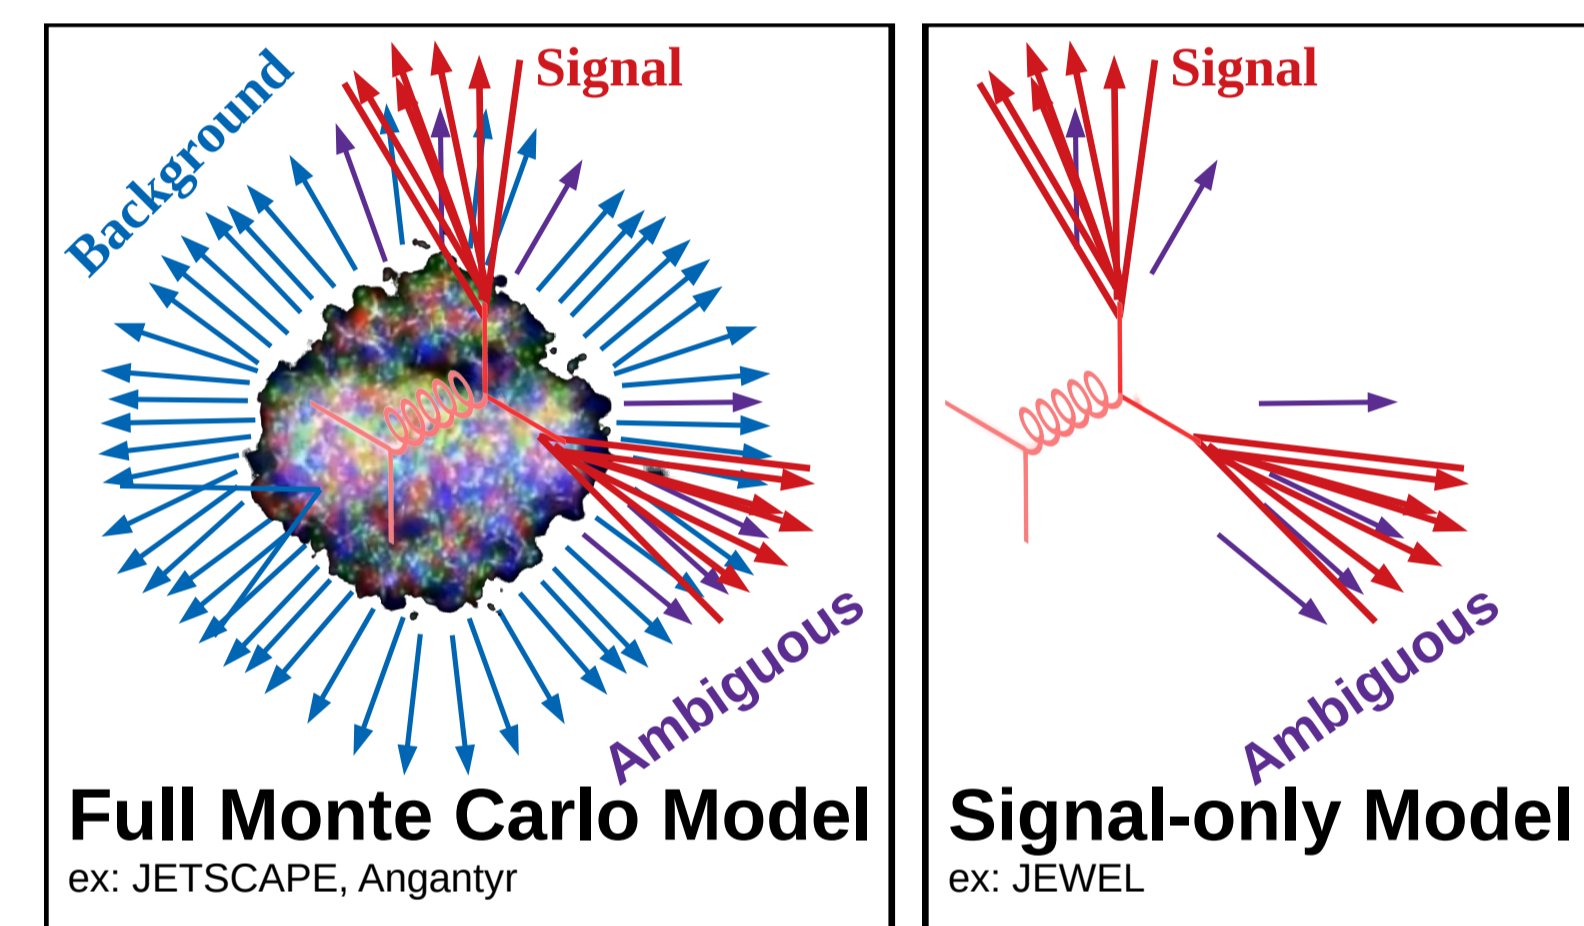 Background
Signal
Ambiguous
Full Monte Carlo Model
ex: JETSCAPE, Angantyr
Signal
Ambiguous
Signal-only Model
ex: JEWEL